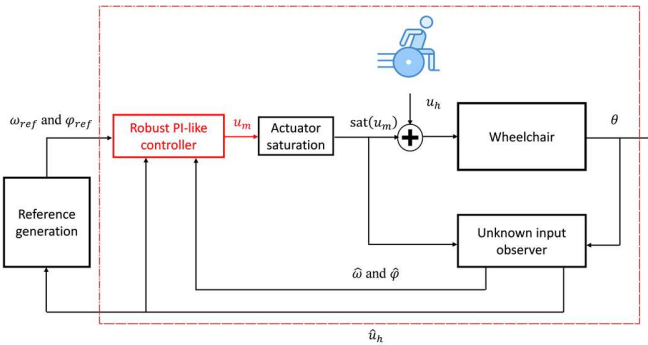 ω_ref and φ_ref
Robust PI-like
controller
u_m
Actuator
saturation
sat(u_m)
u_h
+
Wheelchair
θ
Reference
generation
Unknown input
observer
ω̂ and φ̂
û_h